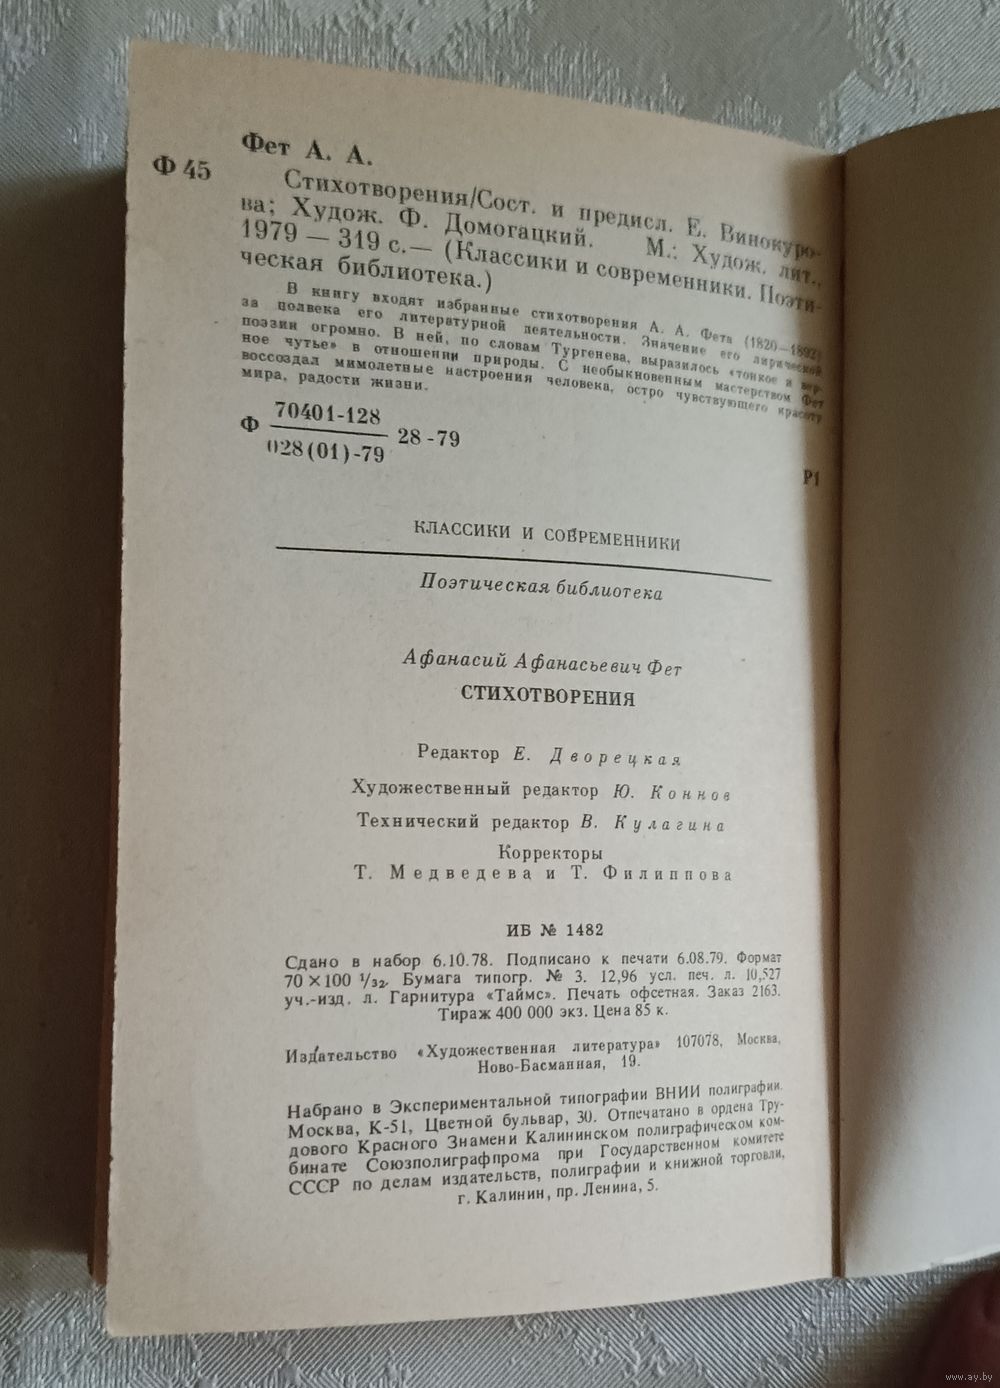 Фет А. А.
Ф 45
Стихотворения/Сост. и предисл. Е. Винокуро-
ва; Худож. Ф. Домогацкий. М.: Худож. лит.,
1979 — 319 с.— (Классики и современники. Поэти-
ческая библиотека.)
В книгу входят избранные стихотворения А. А. Фета (1820—1892)
за полвека его литературной деятельности. Значение его лирической
поэзии огромно. В ней, по словам Тургенева, выразилось «тонкое и вер-
ное чутье» в отношении природы. С необыкновенным мастерством Фет
воссоздал мимолетные настроения человека, остро чувствующего красоту
мира, радости жизни.
Ф 70401-128
028(01)-79 28-79
Р1
КЛАССИКИ И СОВРЕМЕННИКИ
Поэтическая библиотека
Афанасий Афанасьевич Фет
СТИХОТВОРЕНИЯ
Редактор Е. Дворецкая
Художественный редактор Ю. Коннов
Технический редактор В. Кулагина
Корректоры
Т. Медведева и Т. Филиппова
ИБ № 1482
Сдано в набор 6.10.78. Подписано к печати 6.08.79. Формат
70×100 1/32. Бумага типогр. № 3. 12,96 усл. печ. л. 10,527
уч.-изд. л. Гарнитура «Таймс». Печать офсетная. Заказ 2163.
Тираж 400 000 экз. Цена 85 к.
Издательство «Художественная литература» 107078, Москва,
Ново-Басманная, 19.
Набрано в Экспериментальной типографии ВНИИ полиграфии.
Москва, К-51, Цветной бульвар, 30. Отпечатано в ордена Тру-
дового Красного Знамени Калининском полиграфическом ком-
бинате Союзполиграфпрома при Государственном комитете
СССР по делам издательств, полиграфии и книжной торговли,
г. Калинин, пр. Ленина, 5.
www.ay.by